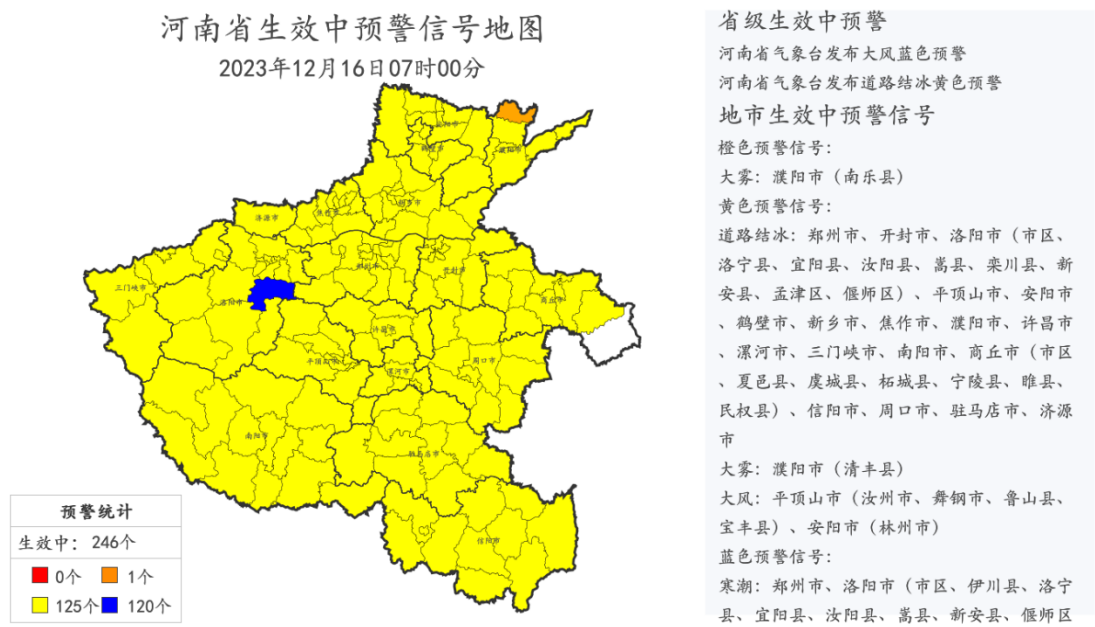 河南省生效中预警信号地图
2023年12月16日07时00分
安阳市
鹤壁市
濮阳市
新乡市
焦作市
济源市
三门峡市
洛阳市
郑州市
开封市
商丘市
许昌市
平顶山市
漯河市
周口市
南阳市
驻马店市
信阳市
预警统计
生效中: 246个
0个 1个
125个 120个
省级生效中预警
河南省气象台发布大风蓝色预警
河南省气象台发布道路结冰黄色预警
地市生效中预警信号
橙色预警信号:
大雾: 濮阳市（南乐县）
黄色预警信号:
道路结冰: 郑州市、开封市、洛阳市（市区、
洛宁县、宜阳县、汝阳县、嵩县、栾川县、新
安县、孟津区、偃师区）、平顶山市、安阳市
、鹤壁市、新乡市、焦作市、濮阳市、许昌市
、漯河市、三门峡市、南阳市、商丘市（市区
、夏邑县、虞城县、柘城县、宁陵县、睢县、
民权县）、信阳市、周口市、驻马店市、济源
市
大雾: 濮阳市（清丰县）
大风: 平顶山市（汝州市、舞钢市、鲁山县、
宝丰县）、安阳市（林州市）
蓝色预警信号:
寒潮: 郑州市、洛阳市（市区、伊川县、洛宁
县、宜阳县、汝阳县、嵩县、新安县、偃师区